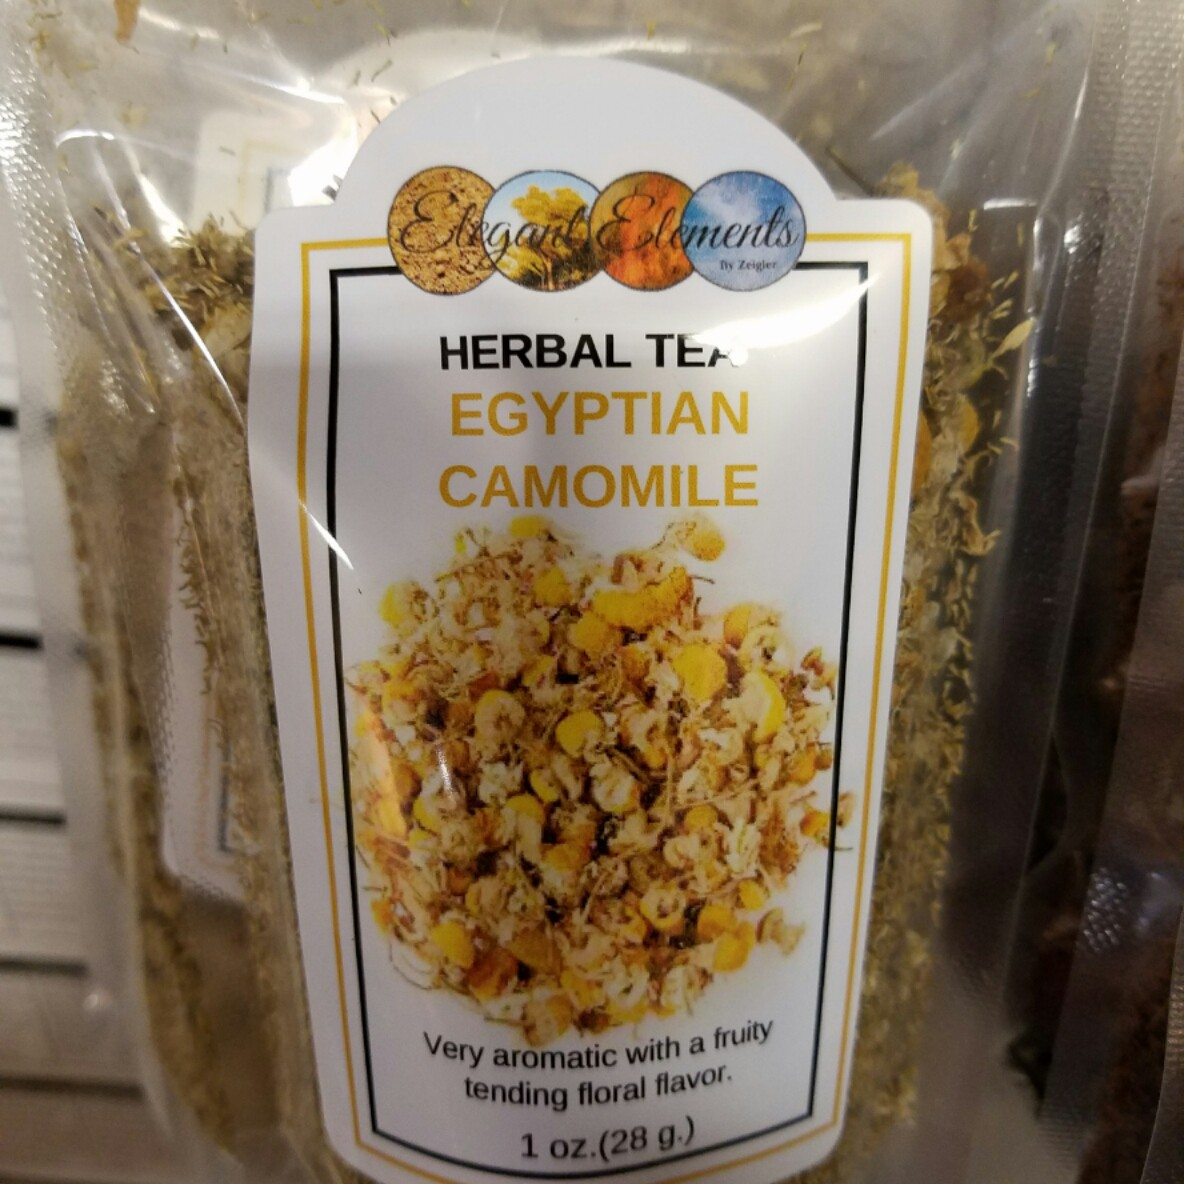 Elegant Elements
By Zeigler
HERBAL TEA
EGYPTIAN
CAMOMILE
Very aromatic with a fruity
tending floral flavor.
1 oz.(28 g.)